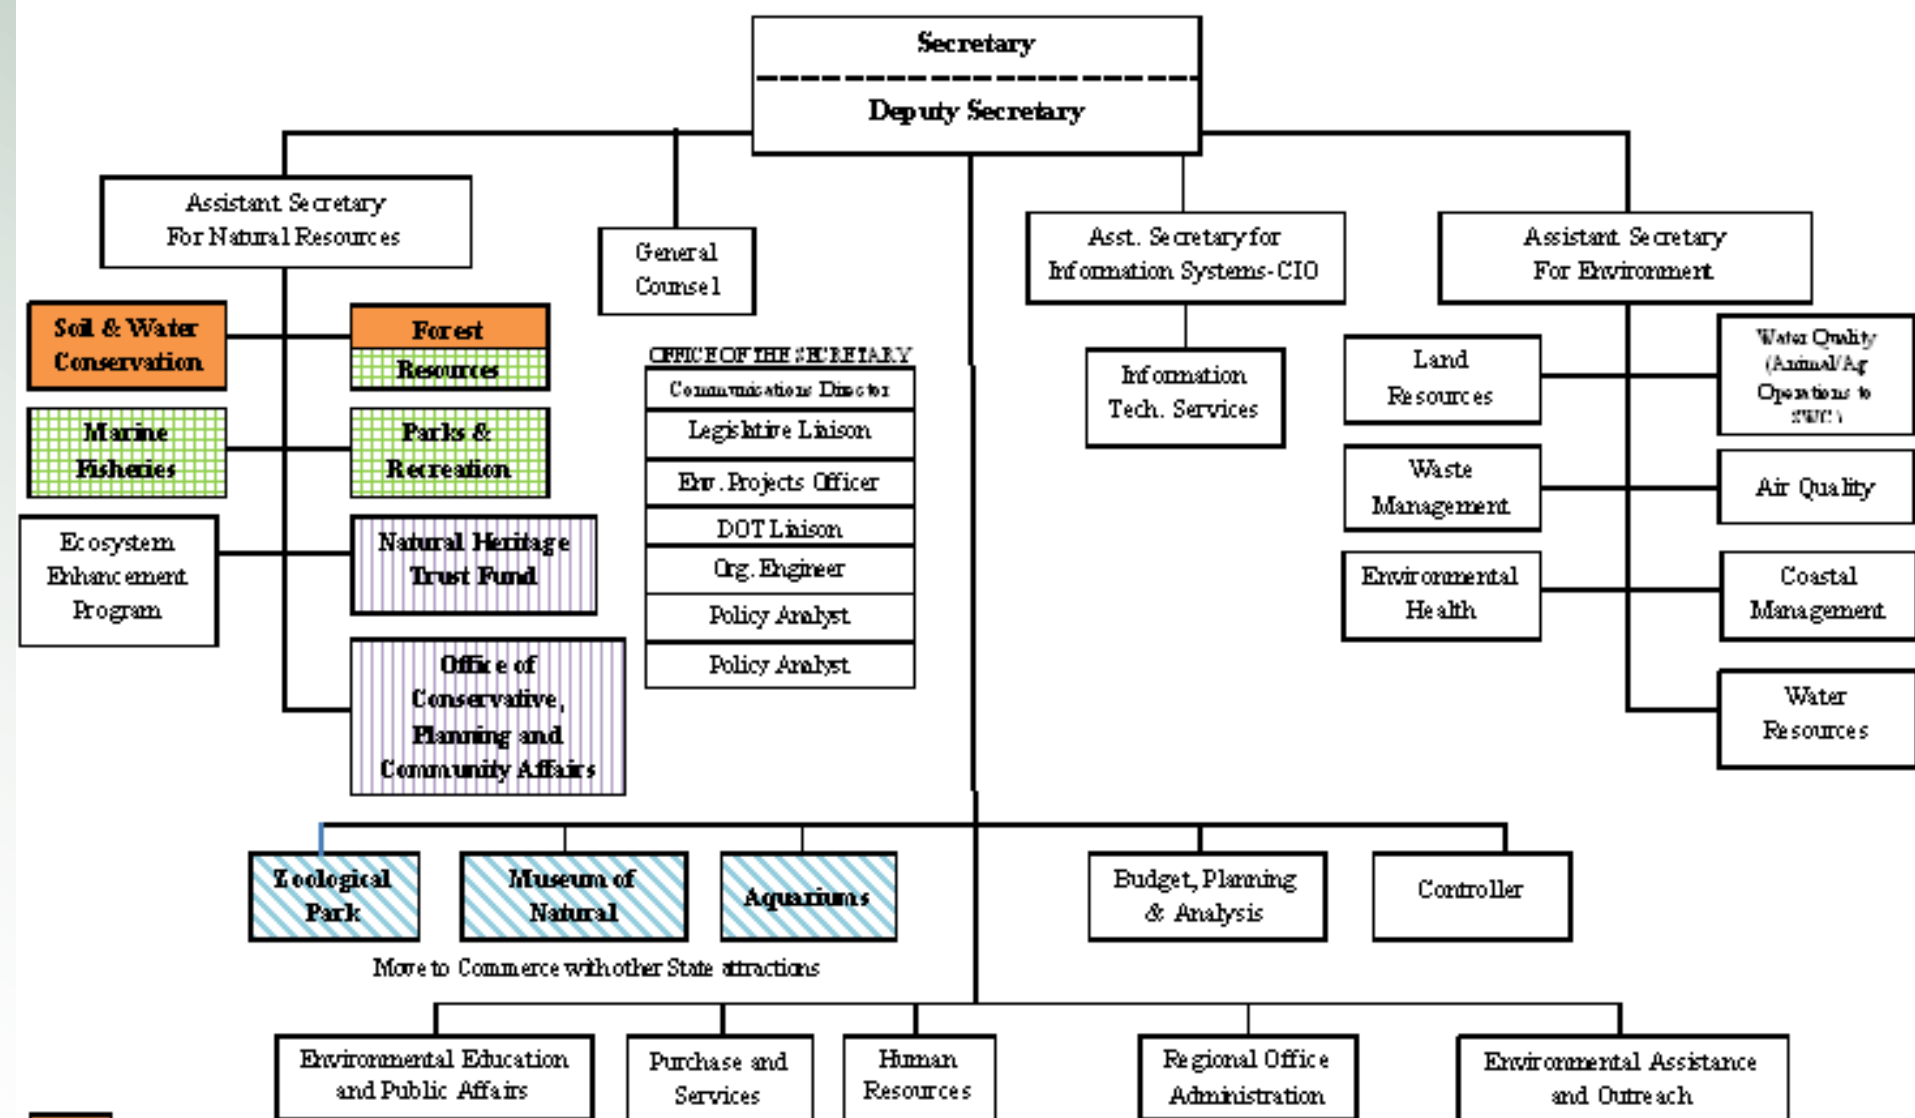 Secretary
Deputy Secretary
Assistant Secretary
For Natural Resources
General
Counsel
Asst. Secretary for
Information Systems-CIO
Assistant Secretary
For Environment
Soil & Water
Conservation
Forest
Resources
Marine
Fisheries
Parks &
Recreation
Ecosystem
Enhancement
Program
Natural Heritage
Trust Fund
Office of
Conservative,
Planning and
Community Affairs
OFFICE OF THE SECRETARY
Communications Director
Legislative Liaison
Env. Projects Officer
DOT Liaison
Org. Engineer
Policy Analyst
Policy Analyst
Information
Tech. Services
Land
Resources
Water Quality
(Animal/Ag
Operations to
SWC)
Waste
Management
Air Quality
Environmental
Health
Coastal
Management
Water
Resources
Zoological
Park
Museum of
Natural
Aquariums
Budget, Planning
& Analysis
Controller
Move to Commerce with other State attractions
Environmental Education
and Public Affairs
Purchase and
Services
Human
Resources
Regional Office
Administration
Environmental Assistance
and Outreach